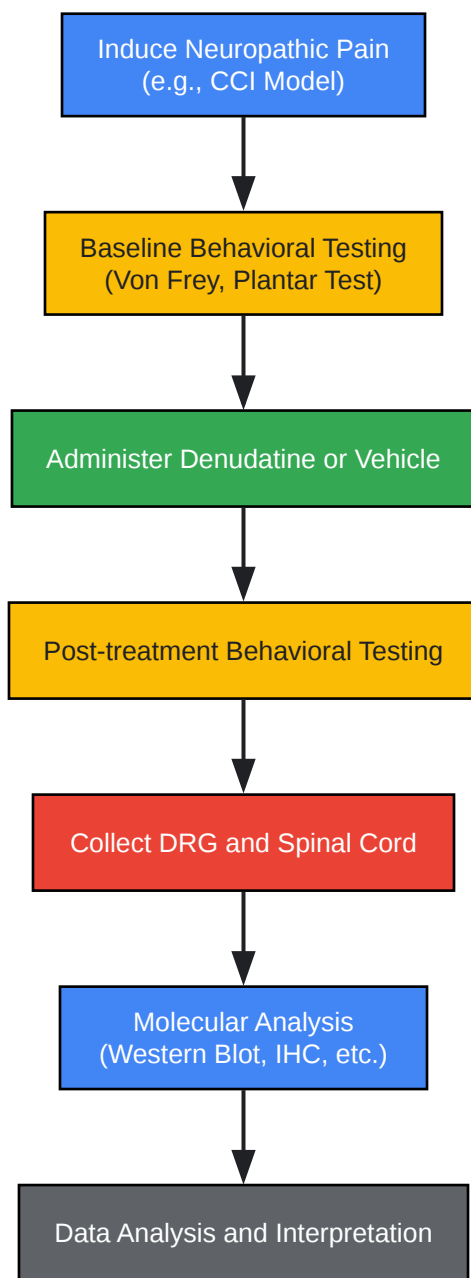 Induce Neuropathic Pain
(e.g., CCI Model)
Baseline Behavioral Testing
(Von Frey, Plantar Test)
Administer Denudatine or Vehicle
Post-treatment Behavioral Testing
Collect DRG and Spinal Cord
Molecular Analysis
(Western Blot, IHC, etc.)
Data Analysis and Interpretation